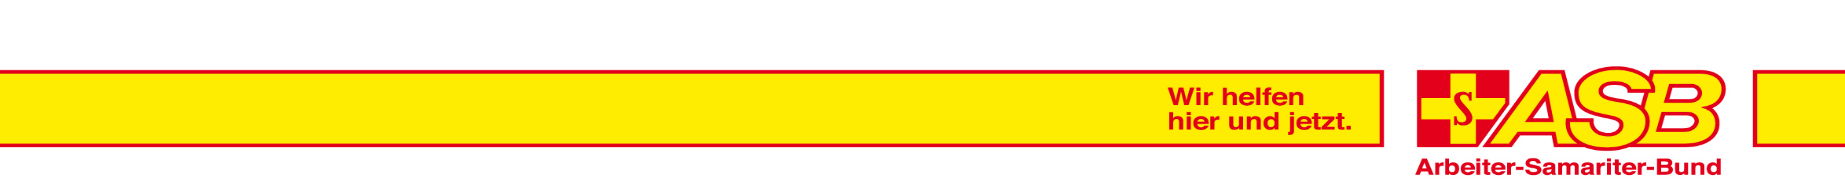 Wir helfen
hier und jetzt.
S ASB
Arbeiter-Samariter-Bund